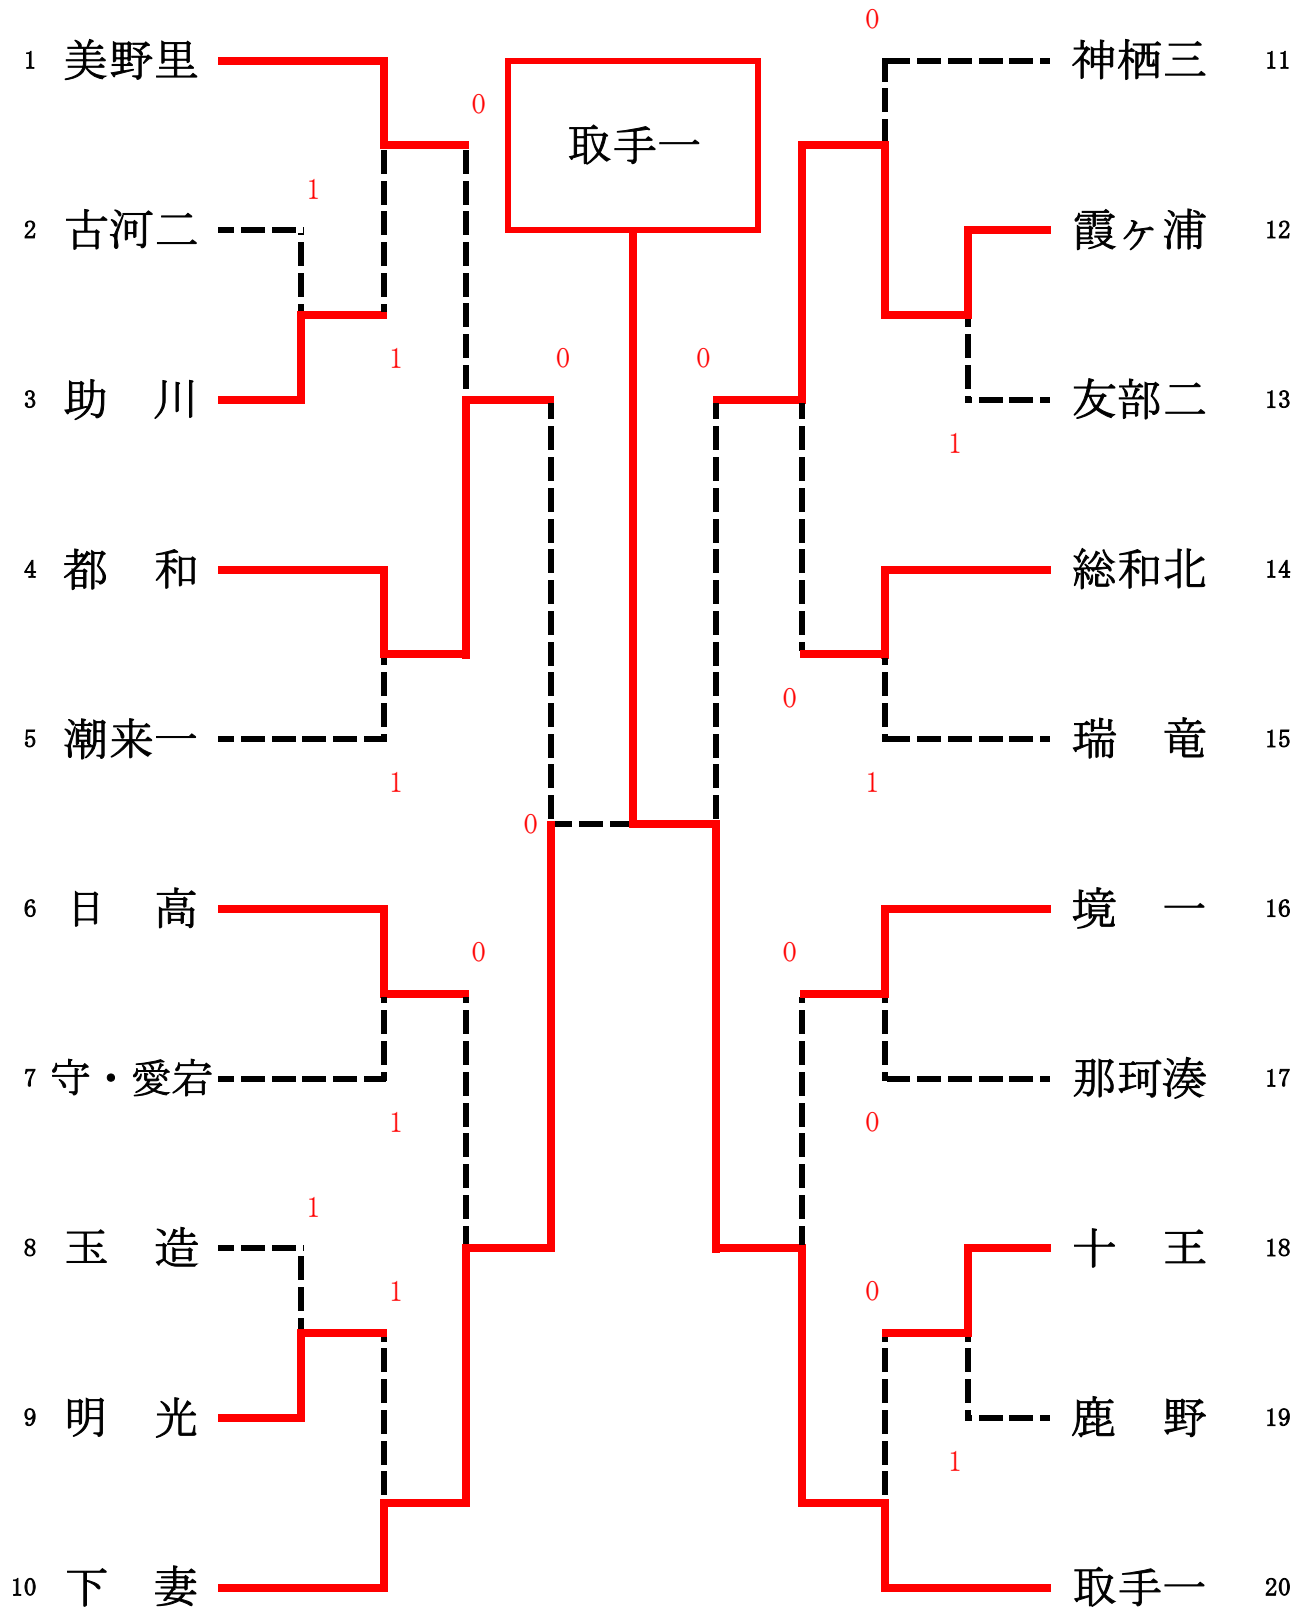 0
1 美野里
神栖三 11
0
取手一
1
2 古河二
霞ヶ浦 12
1
0
0
3 助 川
友部二 13
1
4 都 和
総和北 14
0
5 潮来一
瑞 竜 15
1
1
0
6 日 高
境 一 16
0
0
7 守・愛宕
那珂湊 17
1
0
1
8 玉 造
十 王 18
1
0
9 明 光
鹿 野 19
1
10 下 妻
取手一 20